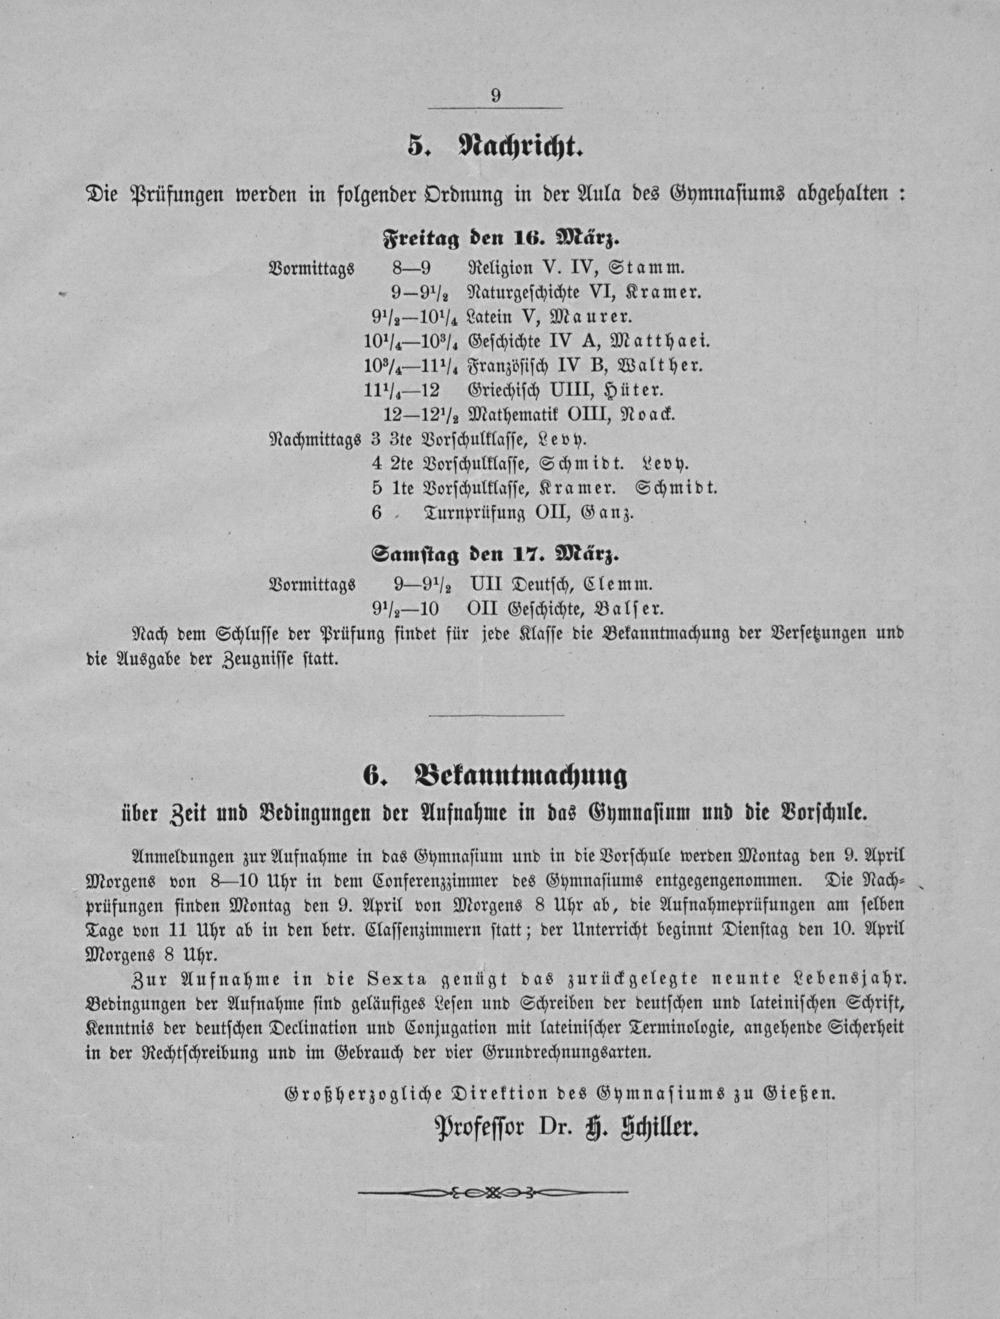 9
5. Nachricht.
Die Prüfungen werden in folgender Ordnung in der Aula des Gymnasiums abgehalten :
Freitag den 16. März.
Vormittags 8—9 Religion V. IV, Stamm.
9—9¹/₂ Naturgeschichte VI, Kramer.
9¹/₂—10¹/₄ Latein V, Maurer.
10¹/₄—10³/₄ Geschichte IV A, Matthaei.
10³/₄—11¹/₄ Französisch IV B, Walther.
11¹/₄—12 Griechisch UIII, Hüter.
12—12¹/₂ Mathematik OIII, Noack.
Nachmittags 3 3te Vorschulklasse, Levy.
4 2te Vorschulklasse, Schmidt. Levy.
5 1te Vorschulklasse, Kramer. Schmidt.
6 Turnprüfung OII, Ganz.
Samstag den 17. März.
Vormittags 9—9¹/₂ UII Deutsch, Clemm.
9¹/₂—10 OII Geschichte, Balser.
Nach dem Schlusse der Prüfung findet für jede Klasse die Bekanntmachung der Versetzungen und
die Ausgabe der Zeugnisse statt.
6. Bekanntmachung
über Zeit und Bedingungen der Aufnahme in das Gymnasium und die Vorschule.
Anmeldungen zur Aufnahme in das Gymnasium und in die Vorschule werden Montag den 9. April
Morgens von 8—10 Uhr in dem Conferenzzimmer des Gymnasiums entgegengenommen. Die Nach-
prüfungen finden Montag den 9. April von Morgens 8 Uhr ab, die Aufnahmeprüfungen am selben
Tage von 11 Uhr ab in den betr. Classenzimmern statt; der Unterricht beginnt Dienstag den 10. April
Morgens 8 Uhr.
Zur Aufnahme in die Sexta genügt das zurückgelegte neunte Lebensjahr.
Bedingungen der Aufnahme sind geläufiges Lesen und Schreiben der deutschen und lateinischen Schrift,
Kenntnis der deutschen Declination und Conjugation mit lateinischer Terminologie, angehende Sicherheit
in der Rechtschreibung und im Gebrauch der vier Grundrechnungsarten.
Großherzogliche Direktion des Gymnasiums zu Gießen.
Professor Dr. H. Schiller.